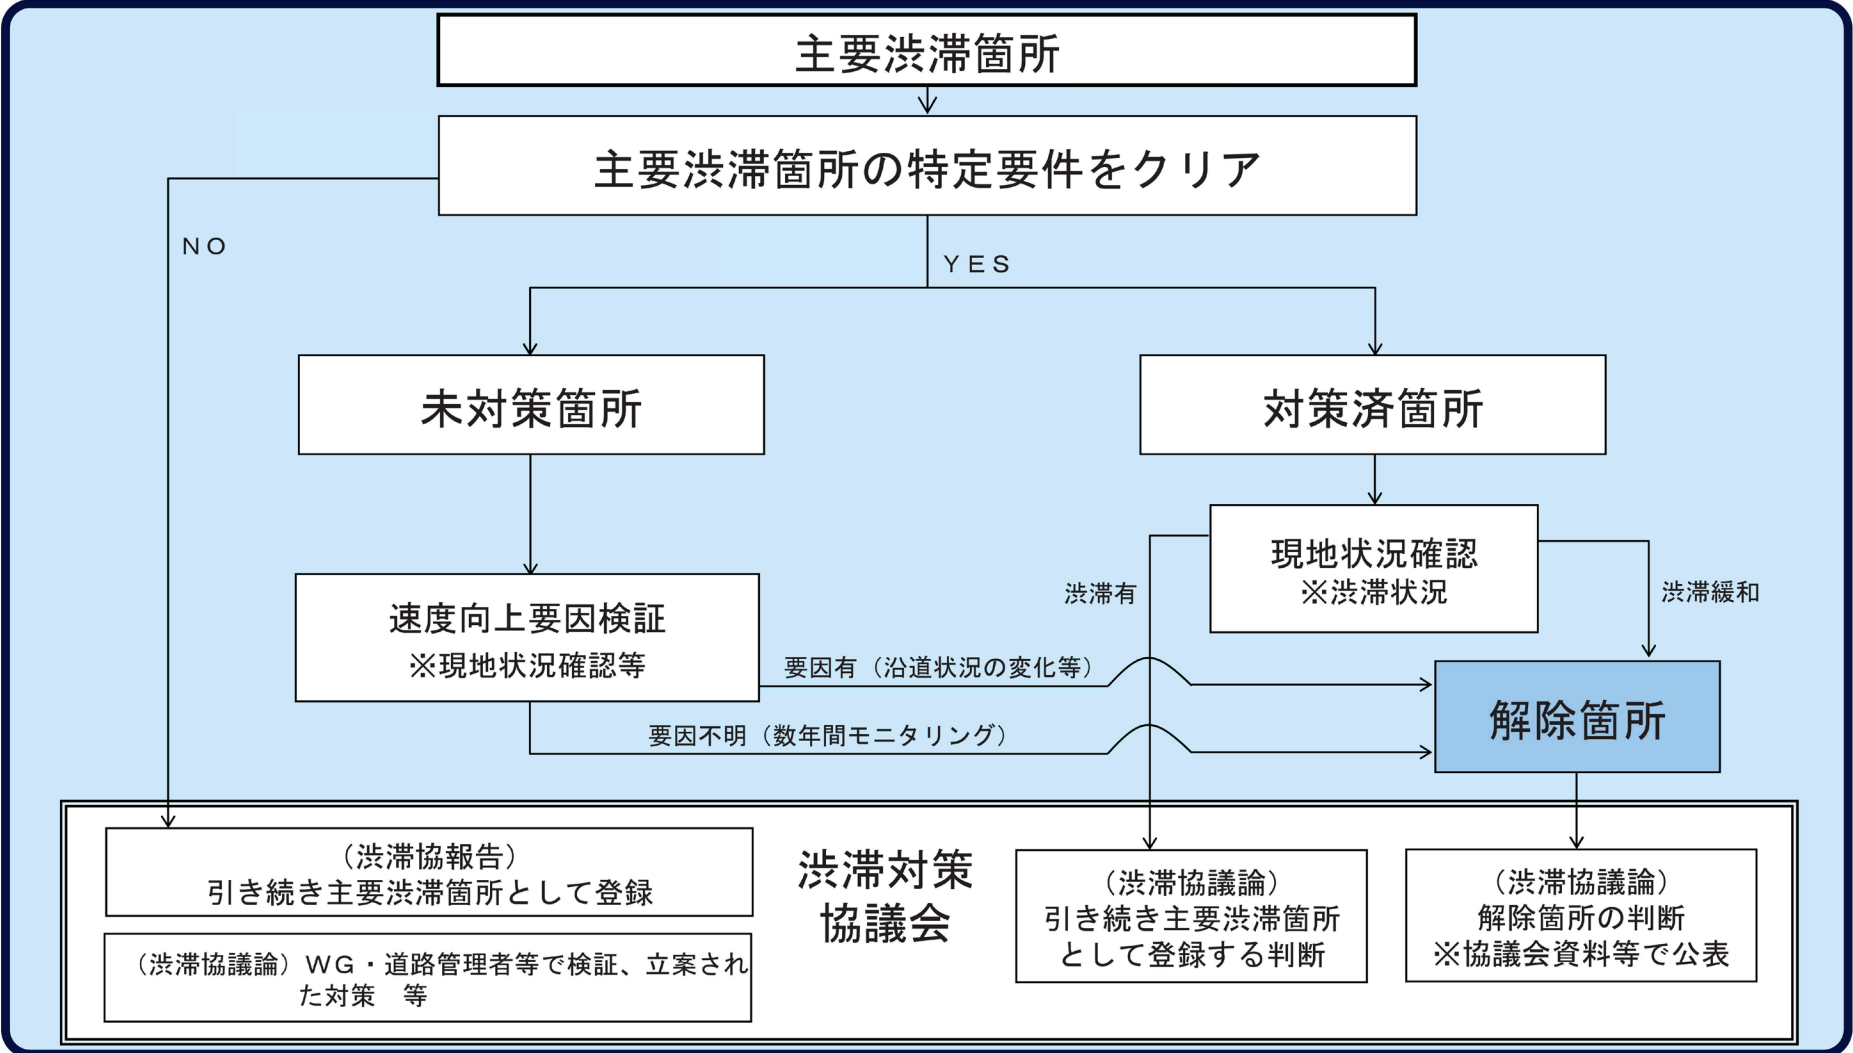 主要渋滞箇所
主要渋滞箇所の特定要件をクリア
ＮＯ
ＹＥＳ
未対策箇所
対策済箇所
現地状況確認
※渋滞状況
渋滞有
渋滞緩和
速度向上要因検証
※現地状況確認等
要因有（沿道状況の変化等）
要因不明（数年間モニタリング）
解除箇所
（渋滞協報告）
引き続き主要渋滞箇所として登録
（渋滞協議論）ＷＧ・道路管理者等で検証、立案され
た対策　等
渋滞対策
協議会
（渋滞協議論）
引き続き主要渋滞箇所
として登録する判断
（渋滞協議論）
解除箇所の判断
※協議会資料等で公表